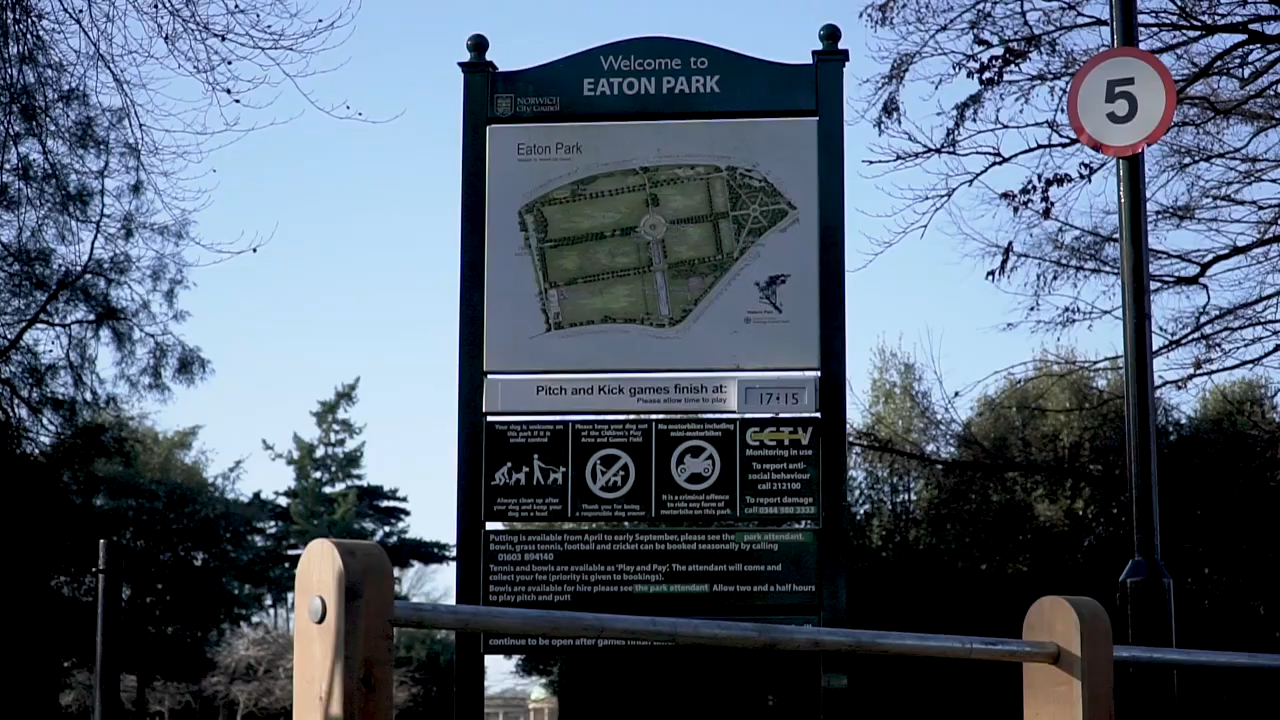 Welcome to
EATON PARK
NORWICH
City Council
5
Eaton Park
Historic Park
Pitch and Kick games finish at:
Please allow time to play
17:15
Your dog is welcome on
this park if it is
under control
Always clean up after
your dog and keep your
dog on a lead
Please keep your dog out
of the Children's Play
Area and Games Field
Thank you for being
a responsible dog owner
No motorbikes including
mini-motorbikes
It is a criminal offence
to ride any form of
motorbike on this park
CCTV
Monitoring in use
To report anti-
social behaviour
call 212100
To report damage
call 0344 980 3333
Putting is available from April to early September, please see the park attendant.
Bowls, grass tennis, football and cricket can be booked seasonally by calling
01603 894140
Tennis and bowls are available as 'Play and Pay'. The attendant will come and
collect your fee (priority is given to bookings).
Bowls are available for hire please see the park attendant Allow two and a half hours
to play pitch and putt
continue to be open after games finish